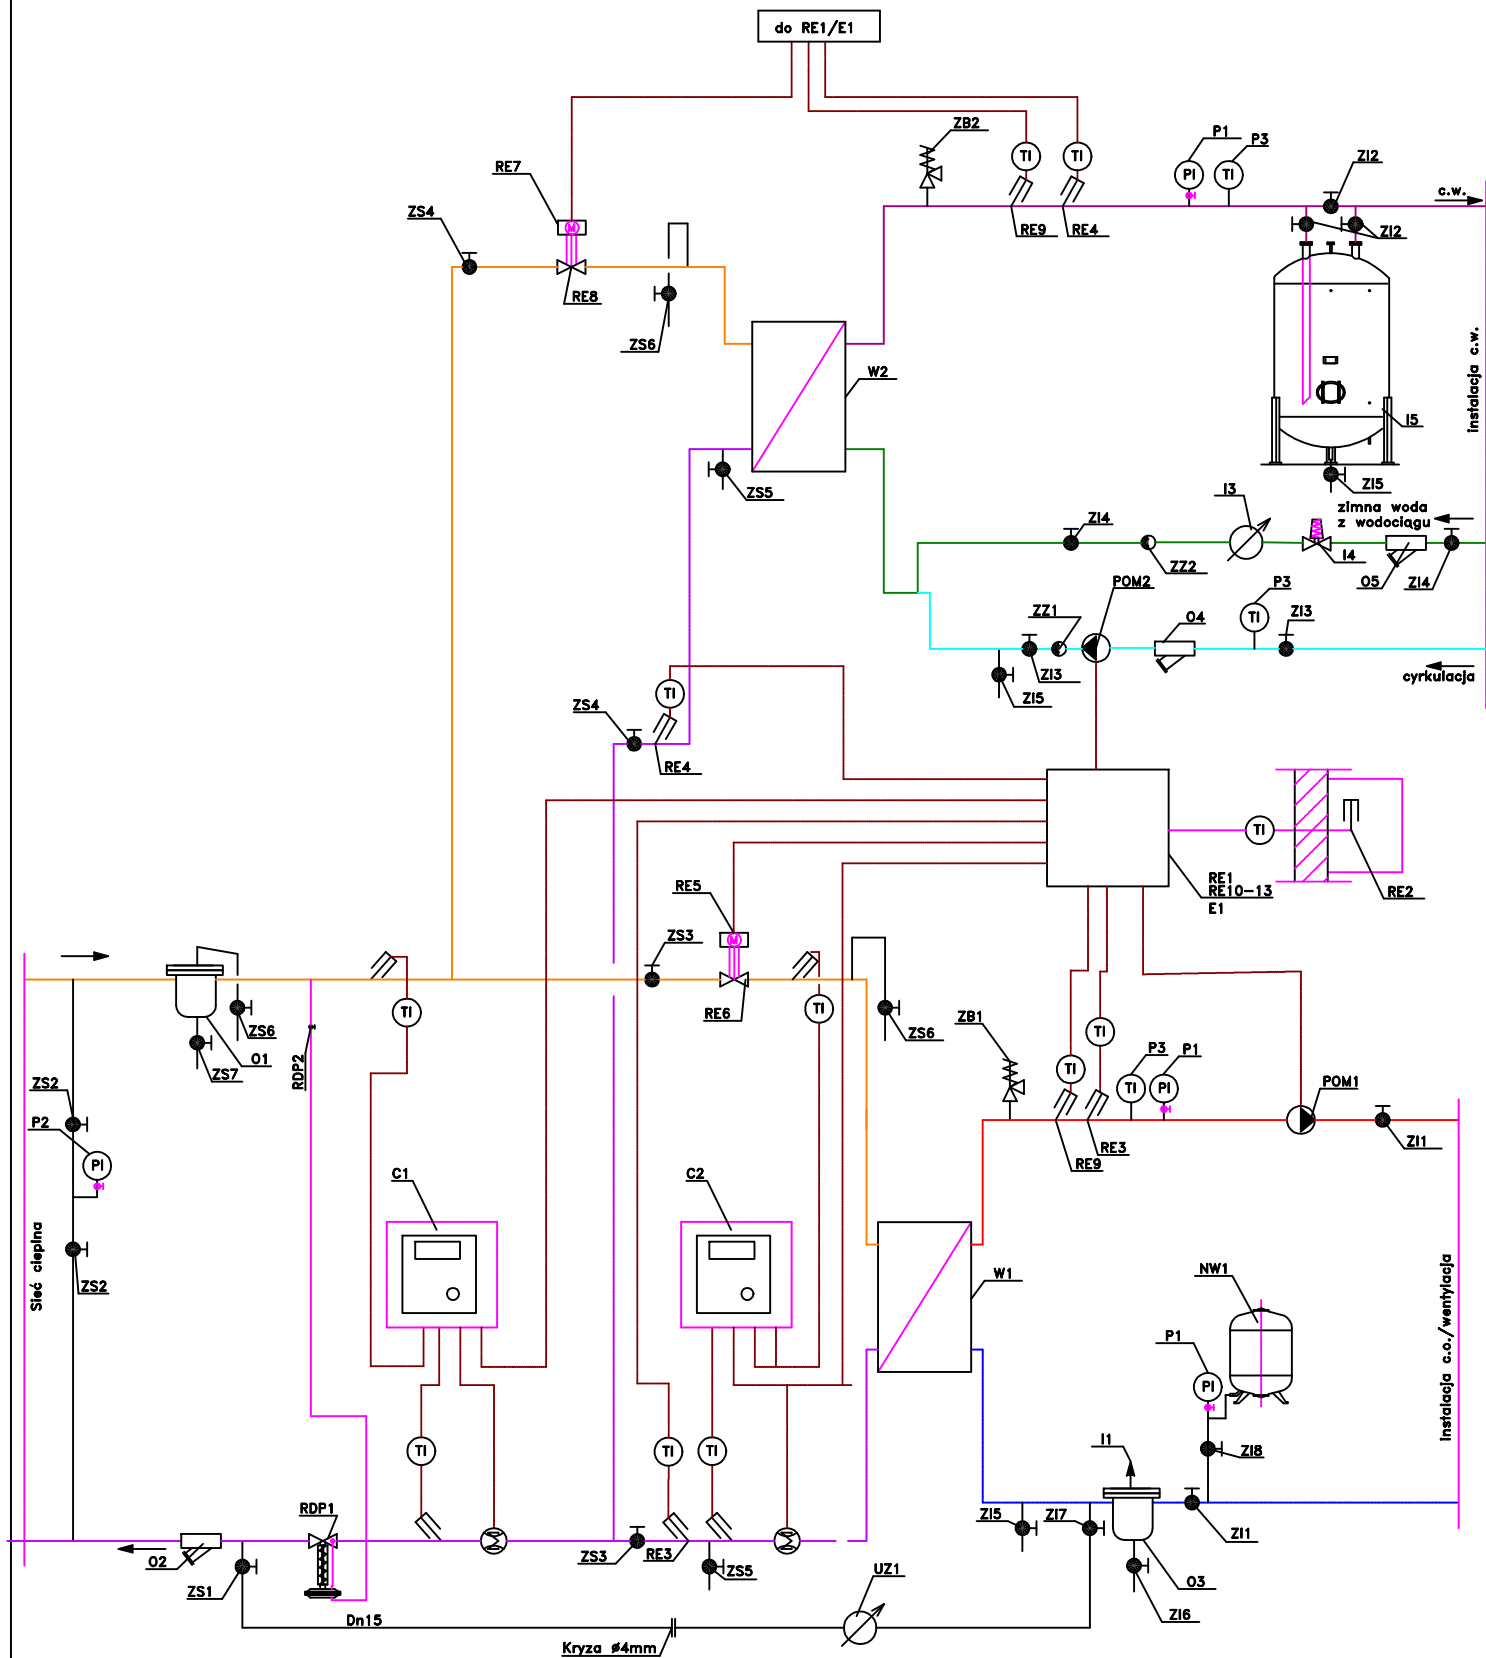 do RE1/E1
ZB2
P1
P3
ZI2
RE7
TI
TI
PI
TI
c.w.
ZS4
RE9
RE4
ZI2
M
RE8
ZS6
W2
instalacja c.w.
I5
ZS5
I3
ZI5
zimna woda
z wodociągu
ZI4
ZZ2
I4
O5
ZI4
POM2
P3
ZZ1
O4
TI
ZI3
ZI3
ZI5
cyrkulacja
TI
ZS4
RE4
TI
RE1
RE10-13
E1
RE2
RE5
ZS3
M
TI
TI
RE6
ZS6
ZS6
O1
ZS7
RDP2
ZB1
TI
TI
P3
P1
TI
PI
POM1
ZS2
P2
PI
ZI1
RE3
RE9
C1
C2
Sieć cieplna
ZS2
W1
NW1
P1
PI
instalacja c.o./wentylacja
I1
ZI8
TI
TI
TI
RDP1
ZI5
ZI7
ZI1
O2
ZS3
RE3
ZS5
ZS1
UZ1
O3
ZI6
Dn15
Kryza ø4mm